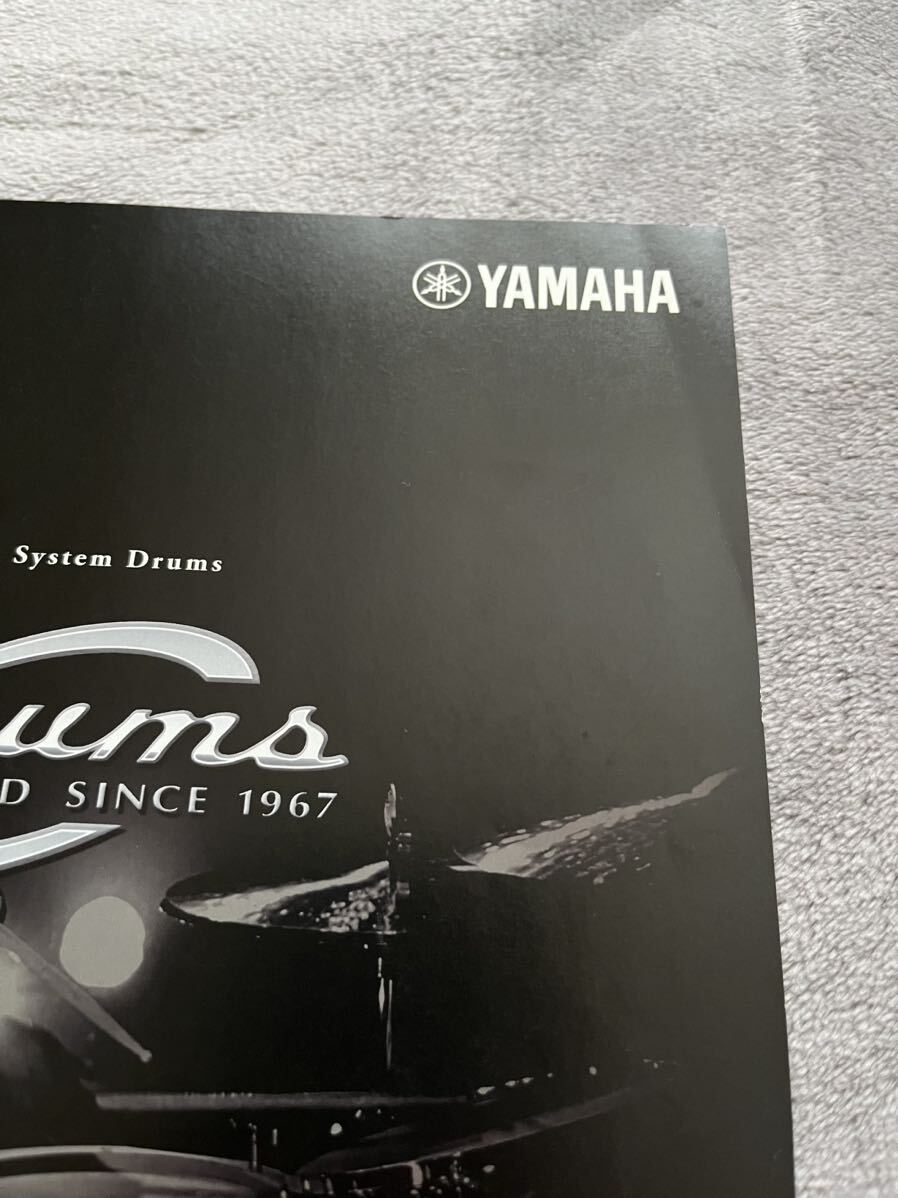 YAMAHA
System Drums
ums
D SINCE 1967